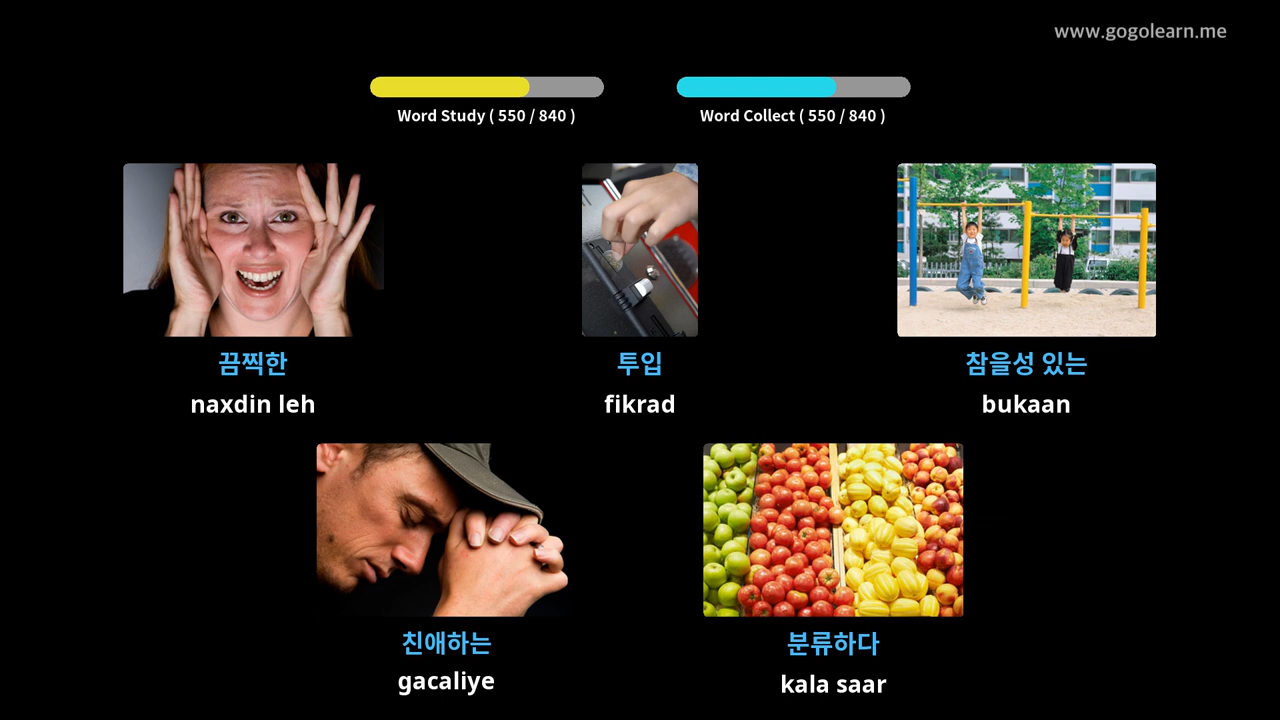 www.gogolearn.me
Word Study ( 550 / 840 )
Word Collect ( 550 / 840 )
끔찍한
naxdin leh
투입
fikrad
참을성 있는
bukaan
친애하는
gacaliye
분류하다
kala saar